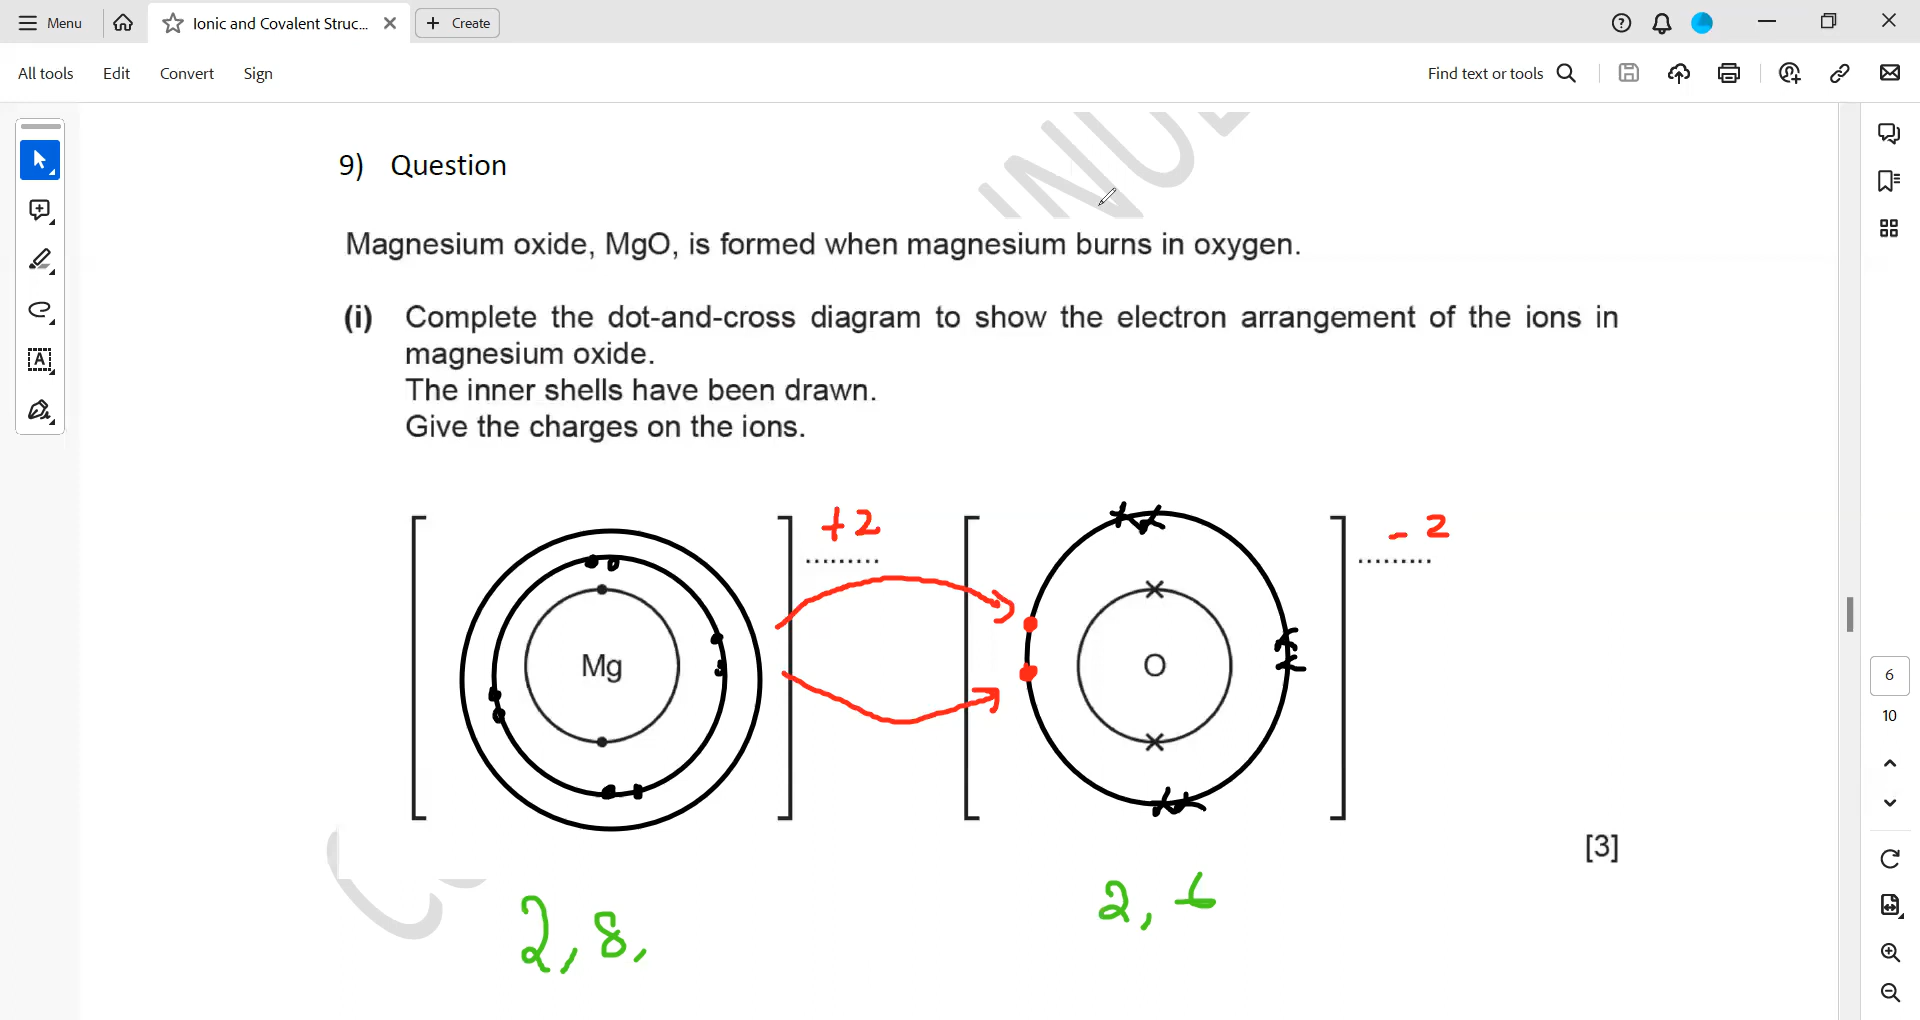 Menu
Ionic and Covalent Struc...
Create
All tools
Edit
Convert
Sign
Find text or tools
9) Question
Magnesium oxide, MgO, is formed when magnesium burns in oxygen.
(i) Complete the dot-and-cross diagram to show the electron arrangement of the ions in
magnesium oxide.
The inner shells have been drawn.
Give the charges on the ions.
+2
- 2
.........
.........
Mg
O
[3]
2, 8,
2, 6
6
10